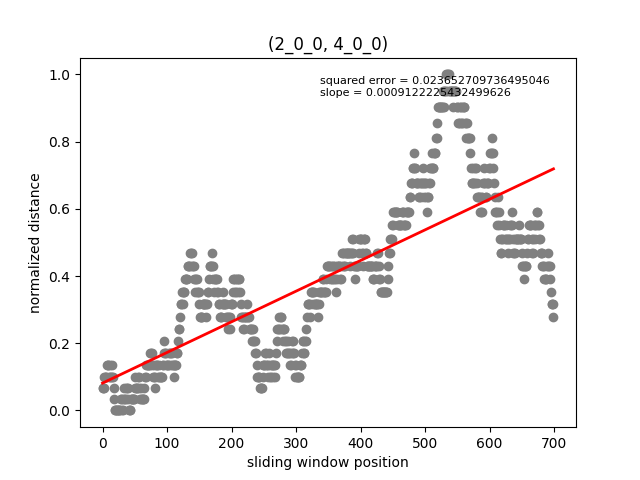 (2_0_0, 4_0_0)
squared error = 0.023652709736495046
slope = 0.0009122225432499626
normalized distance
1.0
0.8
0.6
0.4
0.2
0.0
0 100 200 300 400 500 600 700
sliding window position